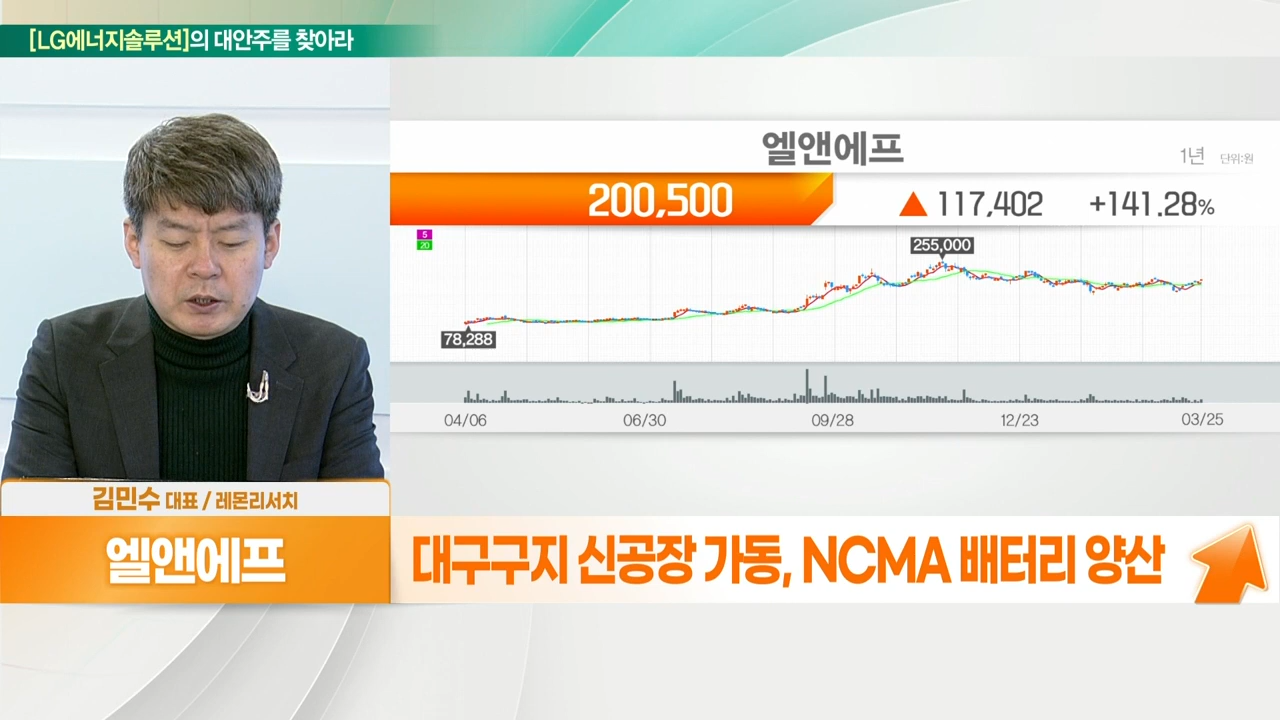 [LG에너지솔루션]의 대안주를 찾아라
엘앤에프
1년 단위:원
200,500 ▲ 117,402 +141.28%
5
20
255,000
78,288
04/06 06/30 09/28 12/23 03/25
김민수 대표 / 레몬리서치
엘앤에프
대구구지 신공장 가동, NCMA 배터리 양산